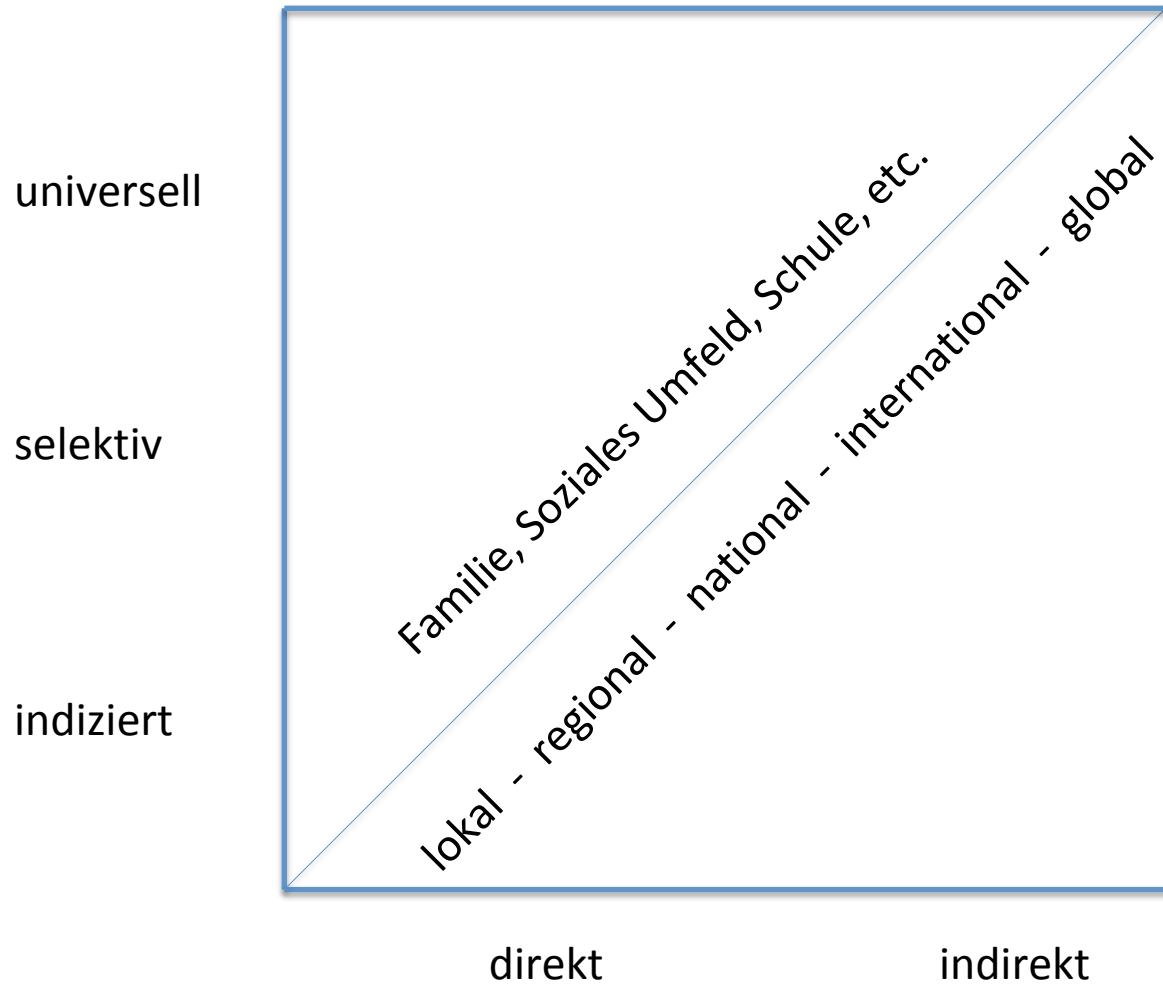 universell
Familie, Soziales Umfeld, Schule, etc.
lokal - regional - national - international - global
selektiv
indiziert
direkt
indirekt